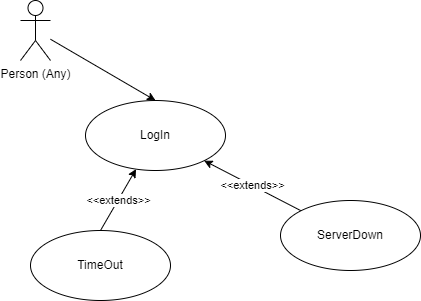 Person (Any)
LogIn
<<extends>>
<<extends>>
ServerDown
TimeOut